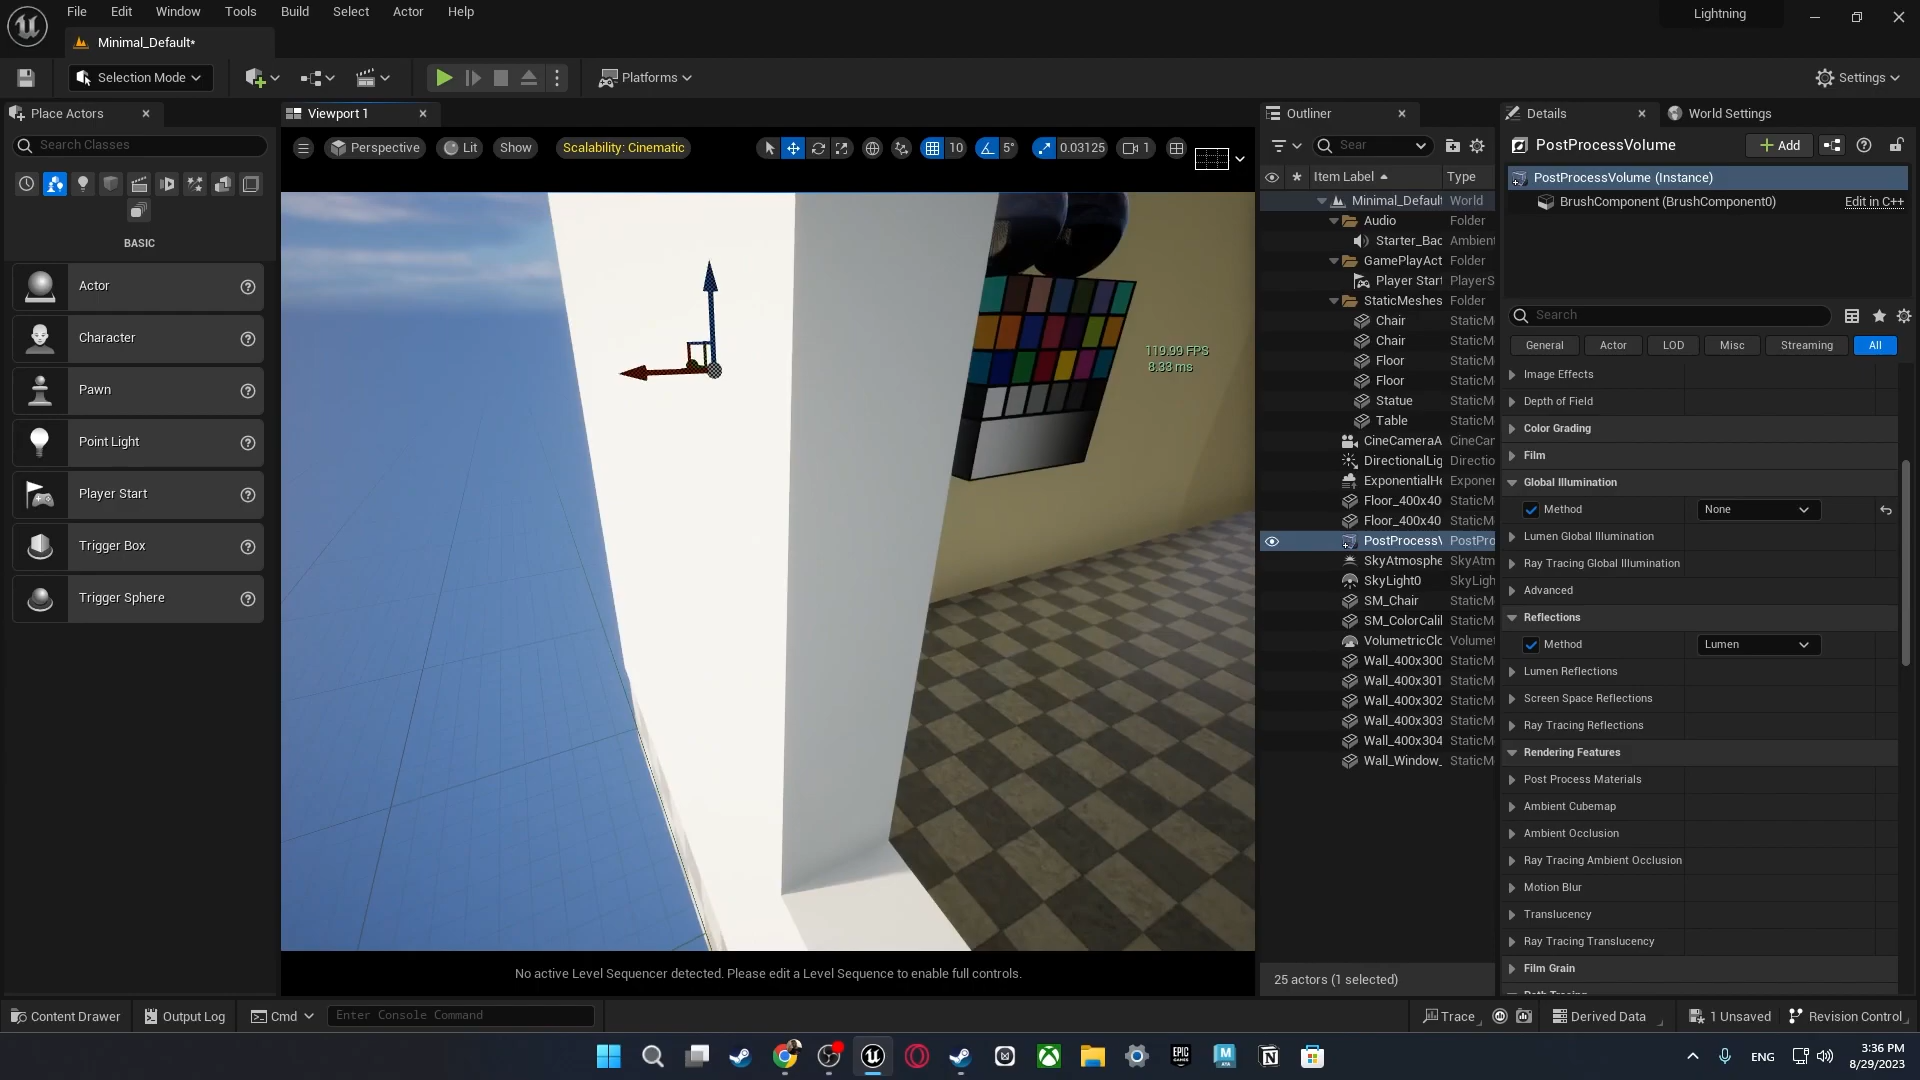 File Edit Window Tools Build Select Actor Help
Lightning
Minimal_Default*
Selection Mode
Platforms
Settings
Place Actors
Search Classes
BASIC
Actor
Character
Pawn
Point Light
Player Start
Trigger Box
Trigger Sphere
Viewport 1
Perspective Lit Show Scalability: Cinematic 10 5° 0.03125 1
119.99 FPS
8.33 ms
No active Level Sequencer detected. Please edit a Level Sequence to enable full controls.
Outliner
Sear
Item Label Type
Minimal_Default World
Audio Folder
Starter_Bac Ambient
GamePlayAct Folder
Player Start PlayerS
StaticMeshes Folder
Chair StaticM
Chair StaticM
Floor StaticM
Floor StaticM
Statue StaticM
Table StaticM
CineCameraA CineCar
DirectionalLig Directio
ExponentialHe Exponer
Floor_400x40 StaticM
Floor_400x40 StaticM
PostProcessV PostPro
SkyAtmosphe SkyAtm
SkyLight0 SkyLigh
SM_Chair StaticM
SM_ColorCali StaticM
VolumetricClo Volumet
Wall_400x300 StaticM
Wall_400x301 StaticM
Wall_400x302 StaticM
Wall_400x303 StaticM
Wall_400x304 StaticM
Wall_Window_ StaticM
25 actors (1 selected)
Details
World Settings
PostProcessVolume
Add
PostProcessVolume (Instance)
BrushComponent (BrushComponent0) Edit in C++
Search
General Actor LOD Misc Streaming All
Image Effects
Depth of Field
Color Grading
Film
Global Illumination
Method None
Lumen Global Illumination
Ray Tracing Global Illumination
Advanced
Reflections
Method Lumen
Lumen Reflections
Screen Space Reflections
Ray Tracing Reflections
Rendering Features
Post Process Materials
Ambient Cubemap
Ambient Occlusion
Ray Tracing Ambient Occlusion
Motion Blur
Translucency
Ray Tracing Translucency
Film Grain
Content Drawer Output Log Cmd Enter Console Command
Trace Derived Data 1 Unsaved Revision Control
ENG
3:36 PM
8/29/2023